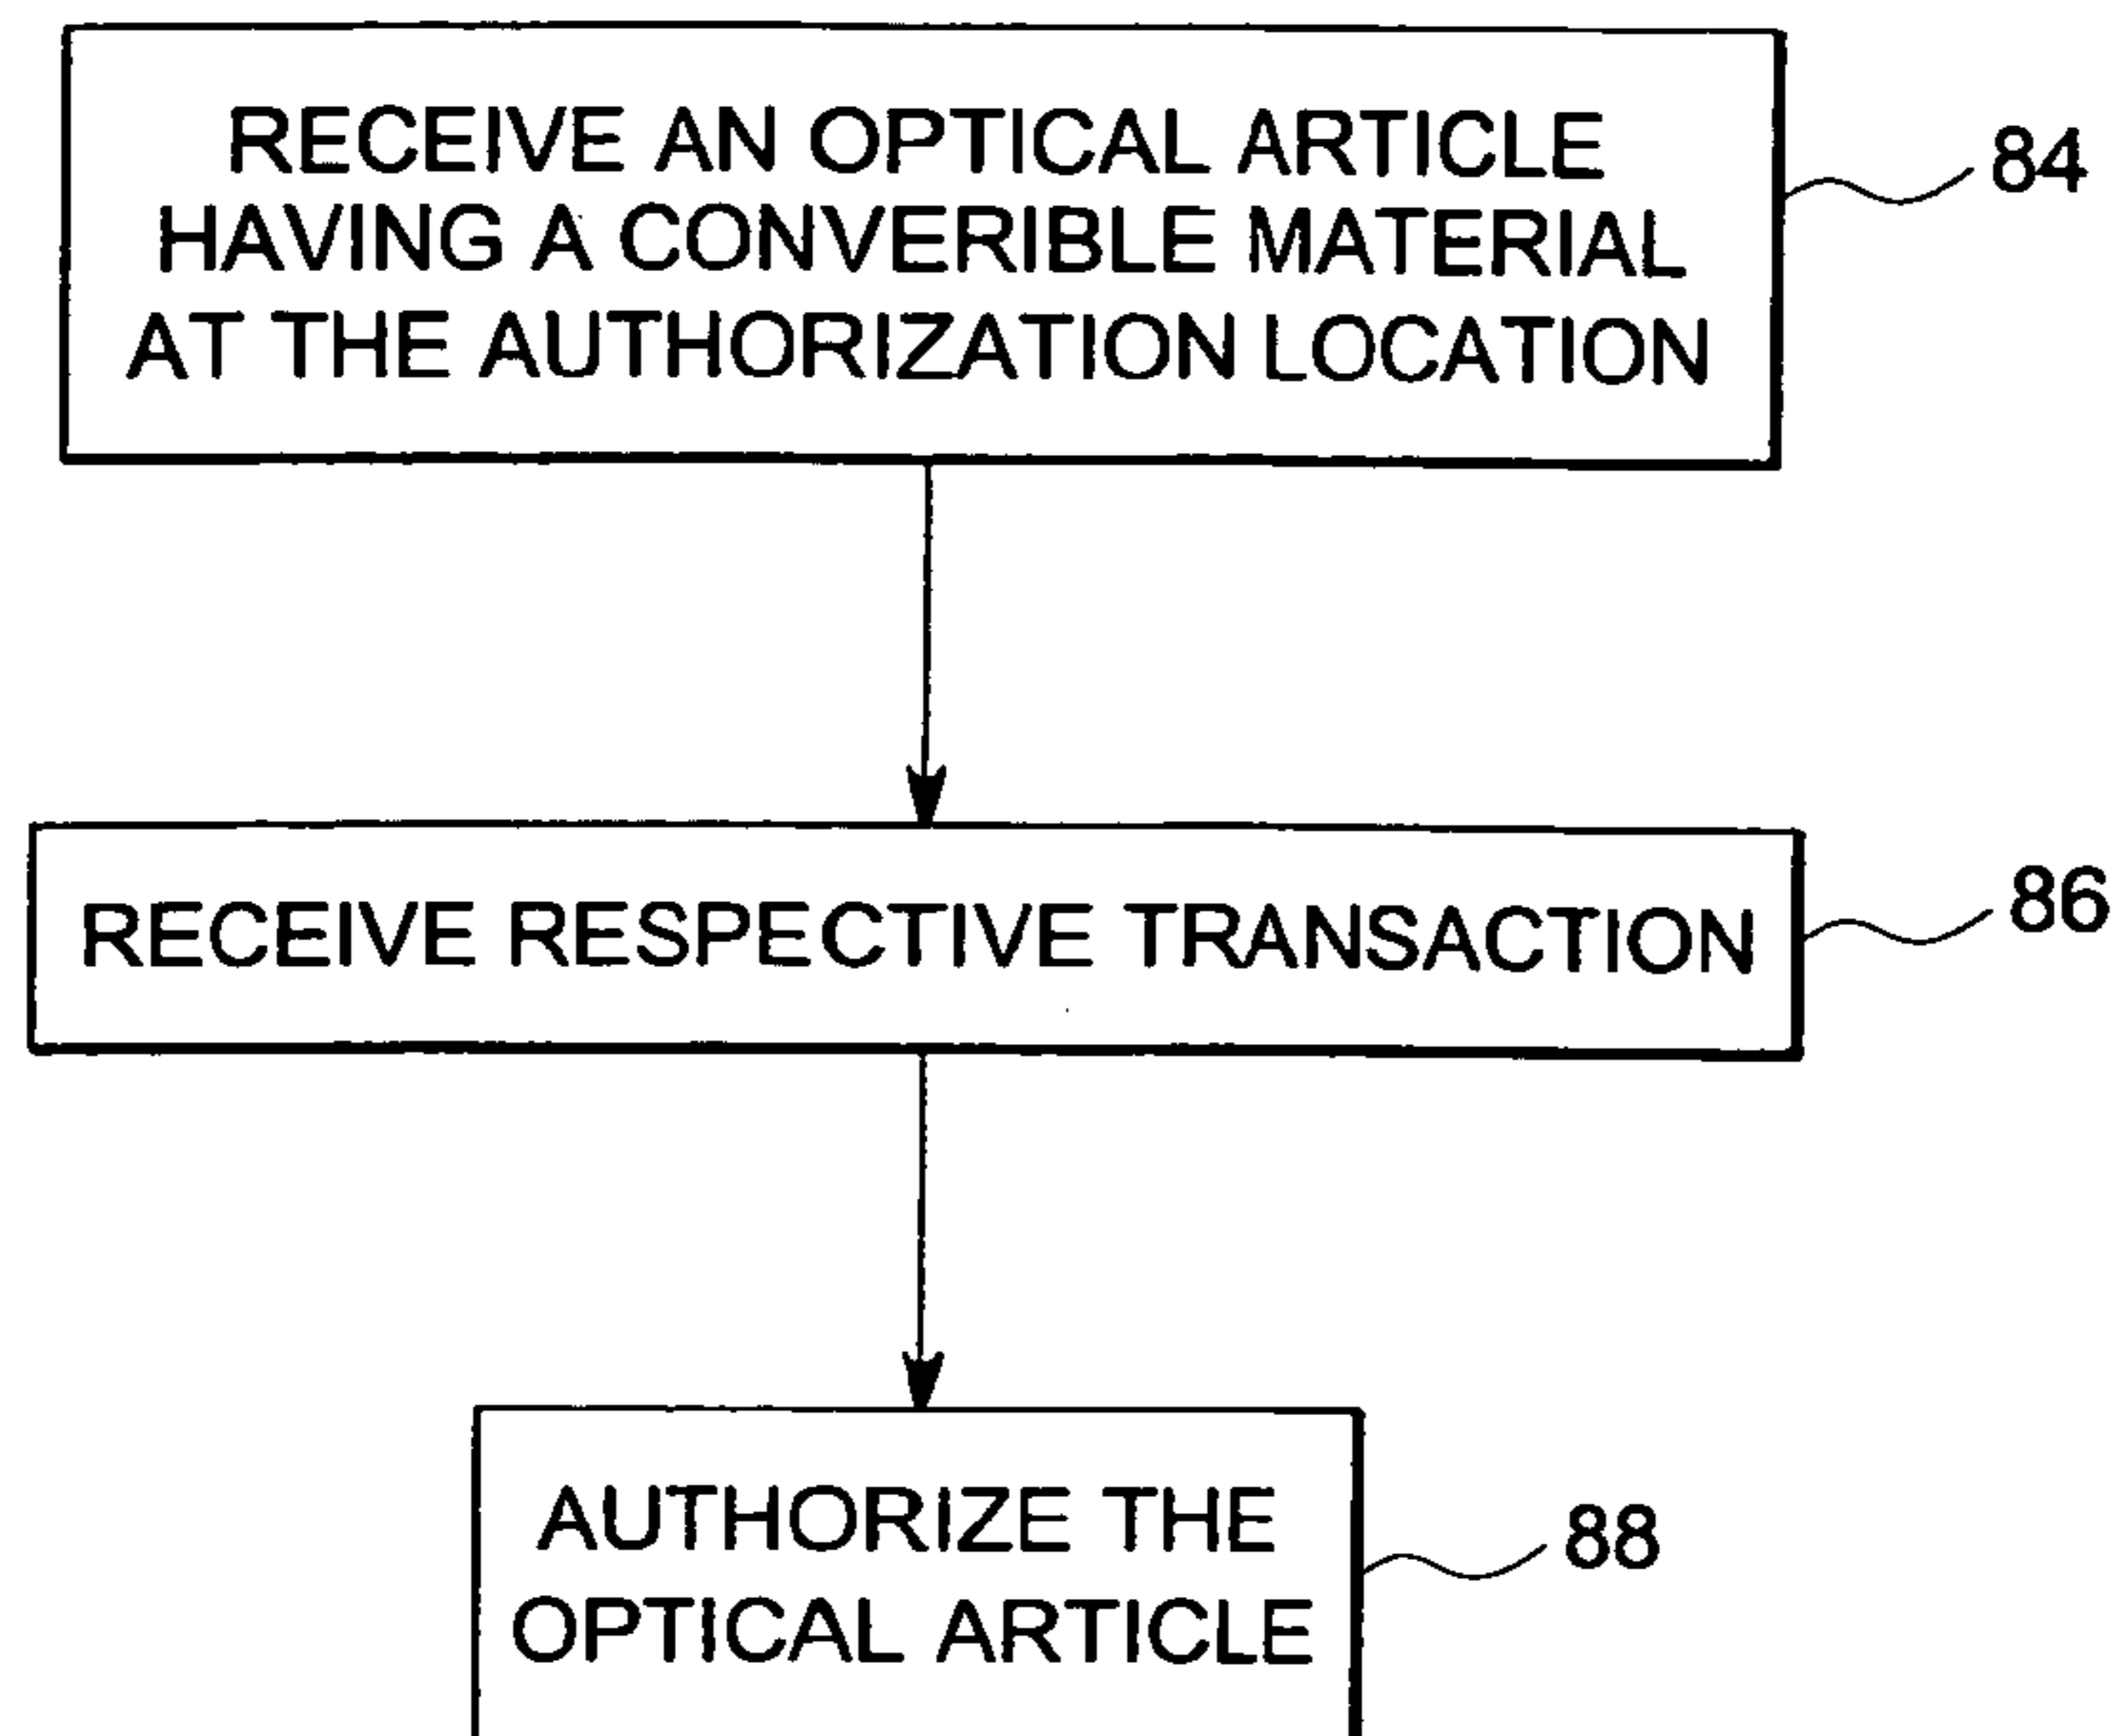 RECEIVE AN OPTICAL ARTICLE
HAVING A CONVERIBLE MATERIAL
AT THE AUTHORIZATION LOCATION
84
RECEIVE RESPECTIVE TRANSACTION
86
AUTHORIZE THE
OPTICAL ARTICLE
88